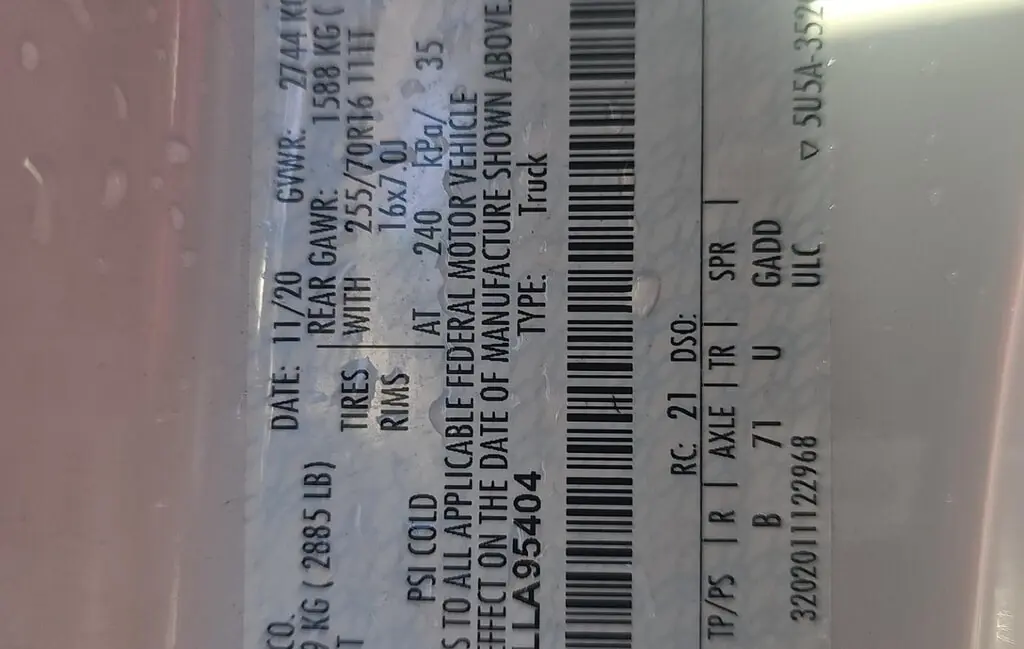 CO. DATE: 11/20 GVWR: 2744 KG
9 KG ( 2885 LB) REAR GAWR: 1588 KG (
T TIRES WITH 255/70R16 111T
RIMS 16x7.0J
PSI COLD AT 240 kPa/ 35
S TO ALL APPLICABLE FEDERAL MOTOR VEHICLE
EFFECT ON THE DATE OF MANUFACTURE SHOWN ABOVE.
LLA95404 TYPE: Truck
RC: 21 DSO:
TP/PS | R | AXLE | TR | SPR |
B 71 U GADD
32020111122968 ULC ▽ 5U5A-3520